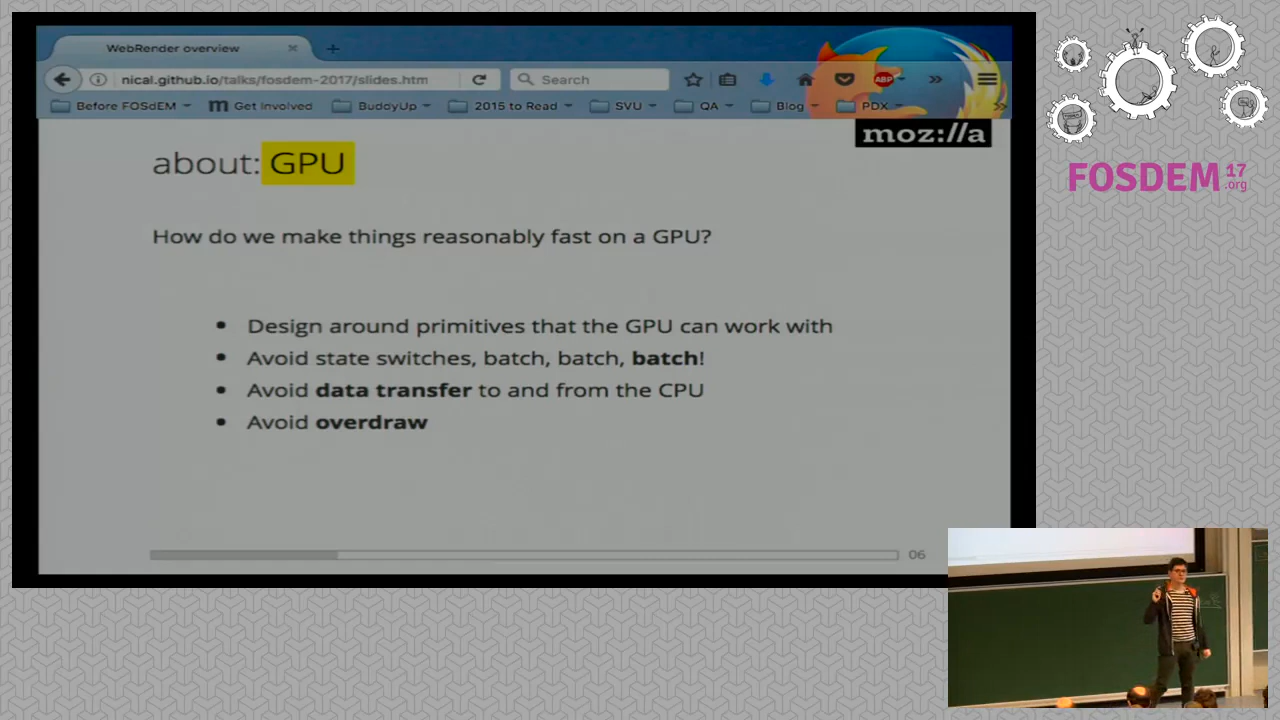 WebRender overview
nical.github.io/talks/fosdem-2017/slides.htm
Search
ABP
Before FOSdEM
m Get Involved
BuddyUp
2015 to Read
SVU
QA
Blog
PDX
moz://a
about: GPU
How do we make things reasonably fast on a GPU?
• Design around primitives that the GPU can work with
• Avoid state switches, batch, batch, batch!
• Avoid data transfer to and from the CPU
• Avoid overdraw
06
FOSDEM 17
.org